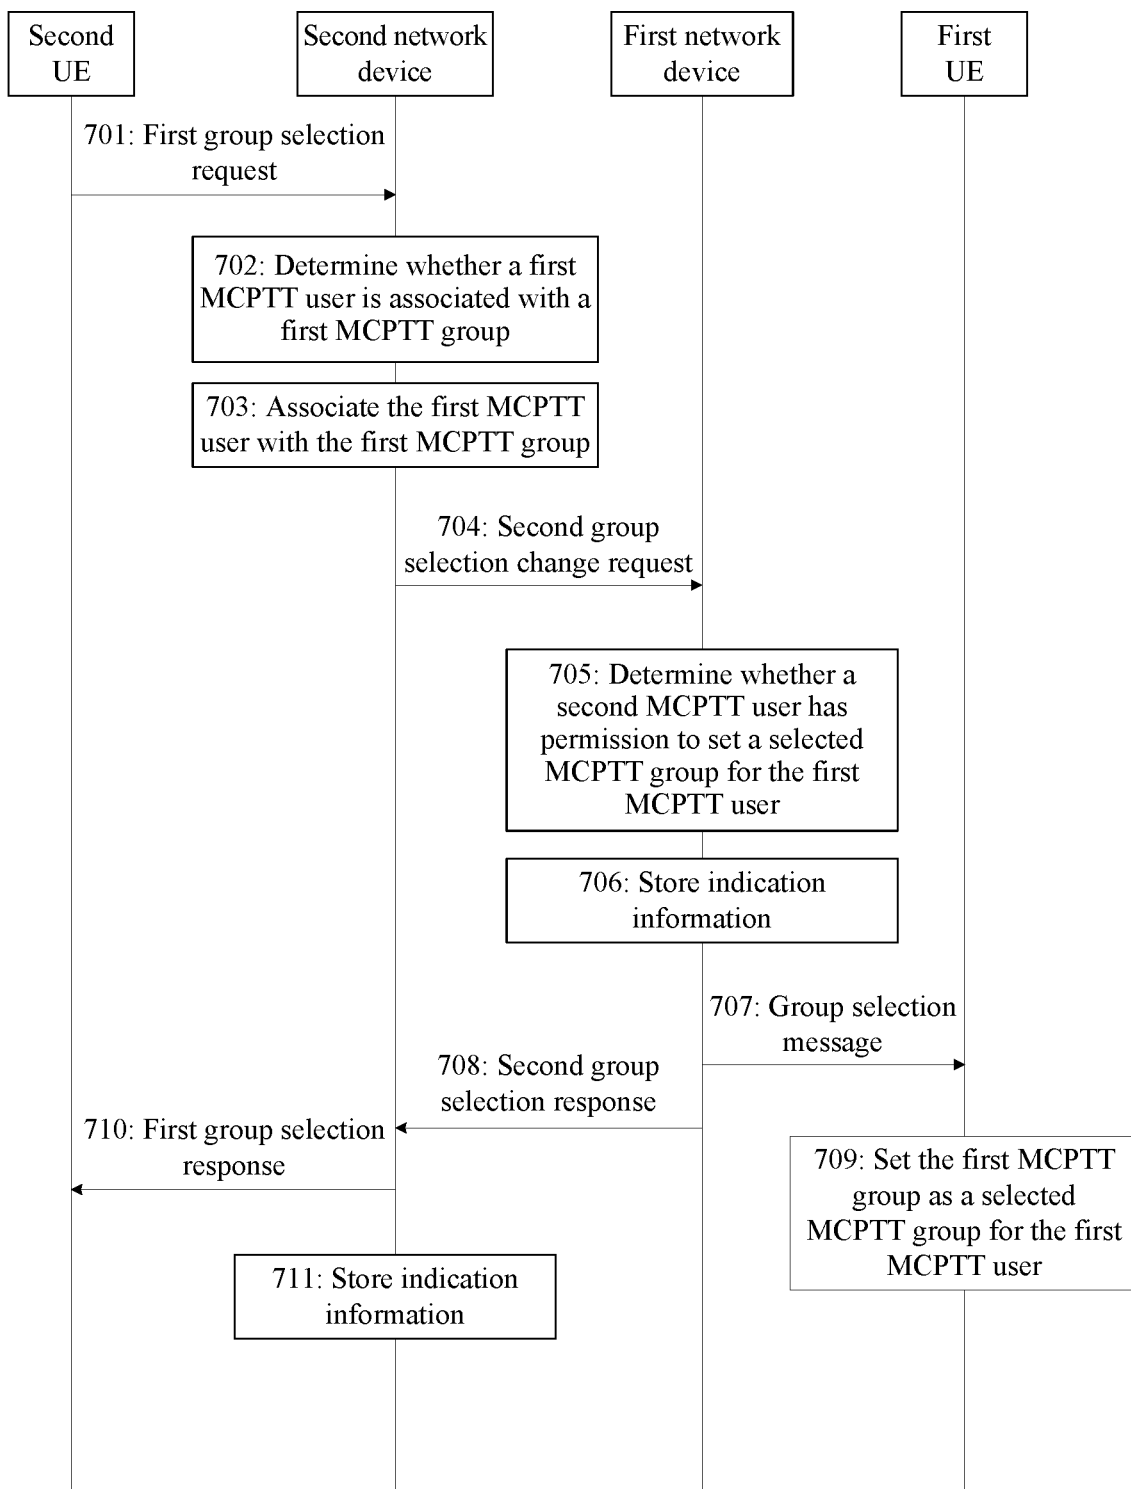 Second
UE
Second network
device
First network
device
First
UE
701: First group selection
request
702: Determine whether a first
MCPTT user is associated with a
first MCPTT group
703: Associate the first MCPTT
user with the first MCPTT group
704: Second group
selection change request
705: Determine whether a
second MCPTT user has
permission to set a selected
MCPTT group for the first
MCPTT user
706: Store indication
information
707: Group selection
message
708: Second group
selection response
710: First group selection
response
709: Set the first MCPTT
group as a selected
MCPTT group for the first
MCPTT user
711: Store indication
information